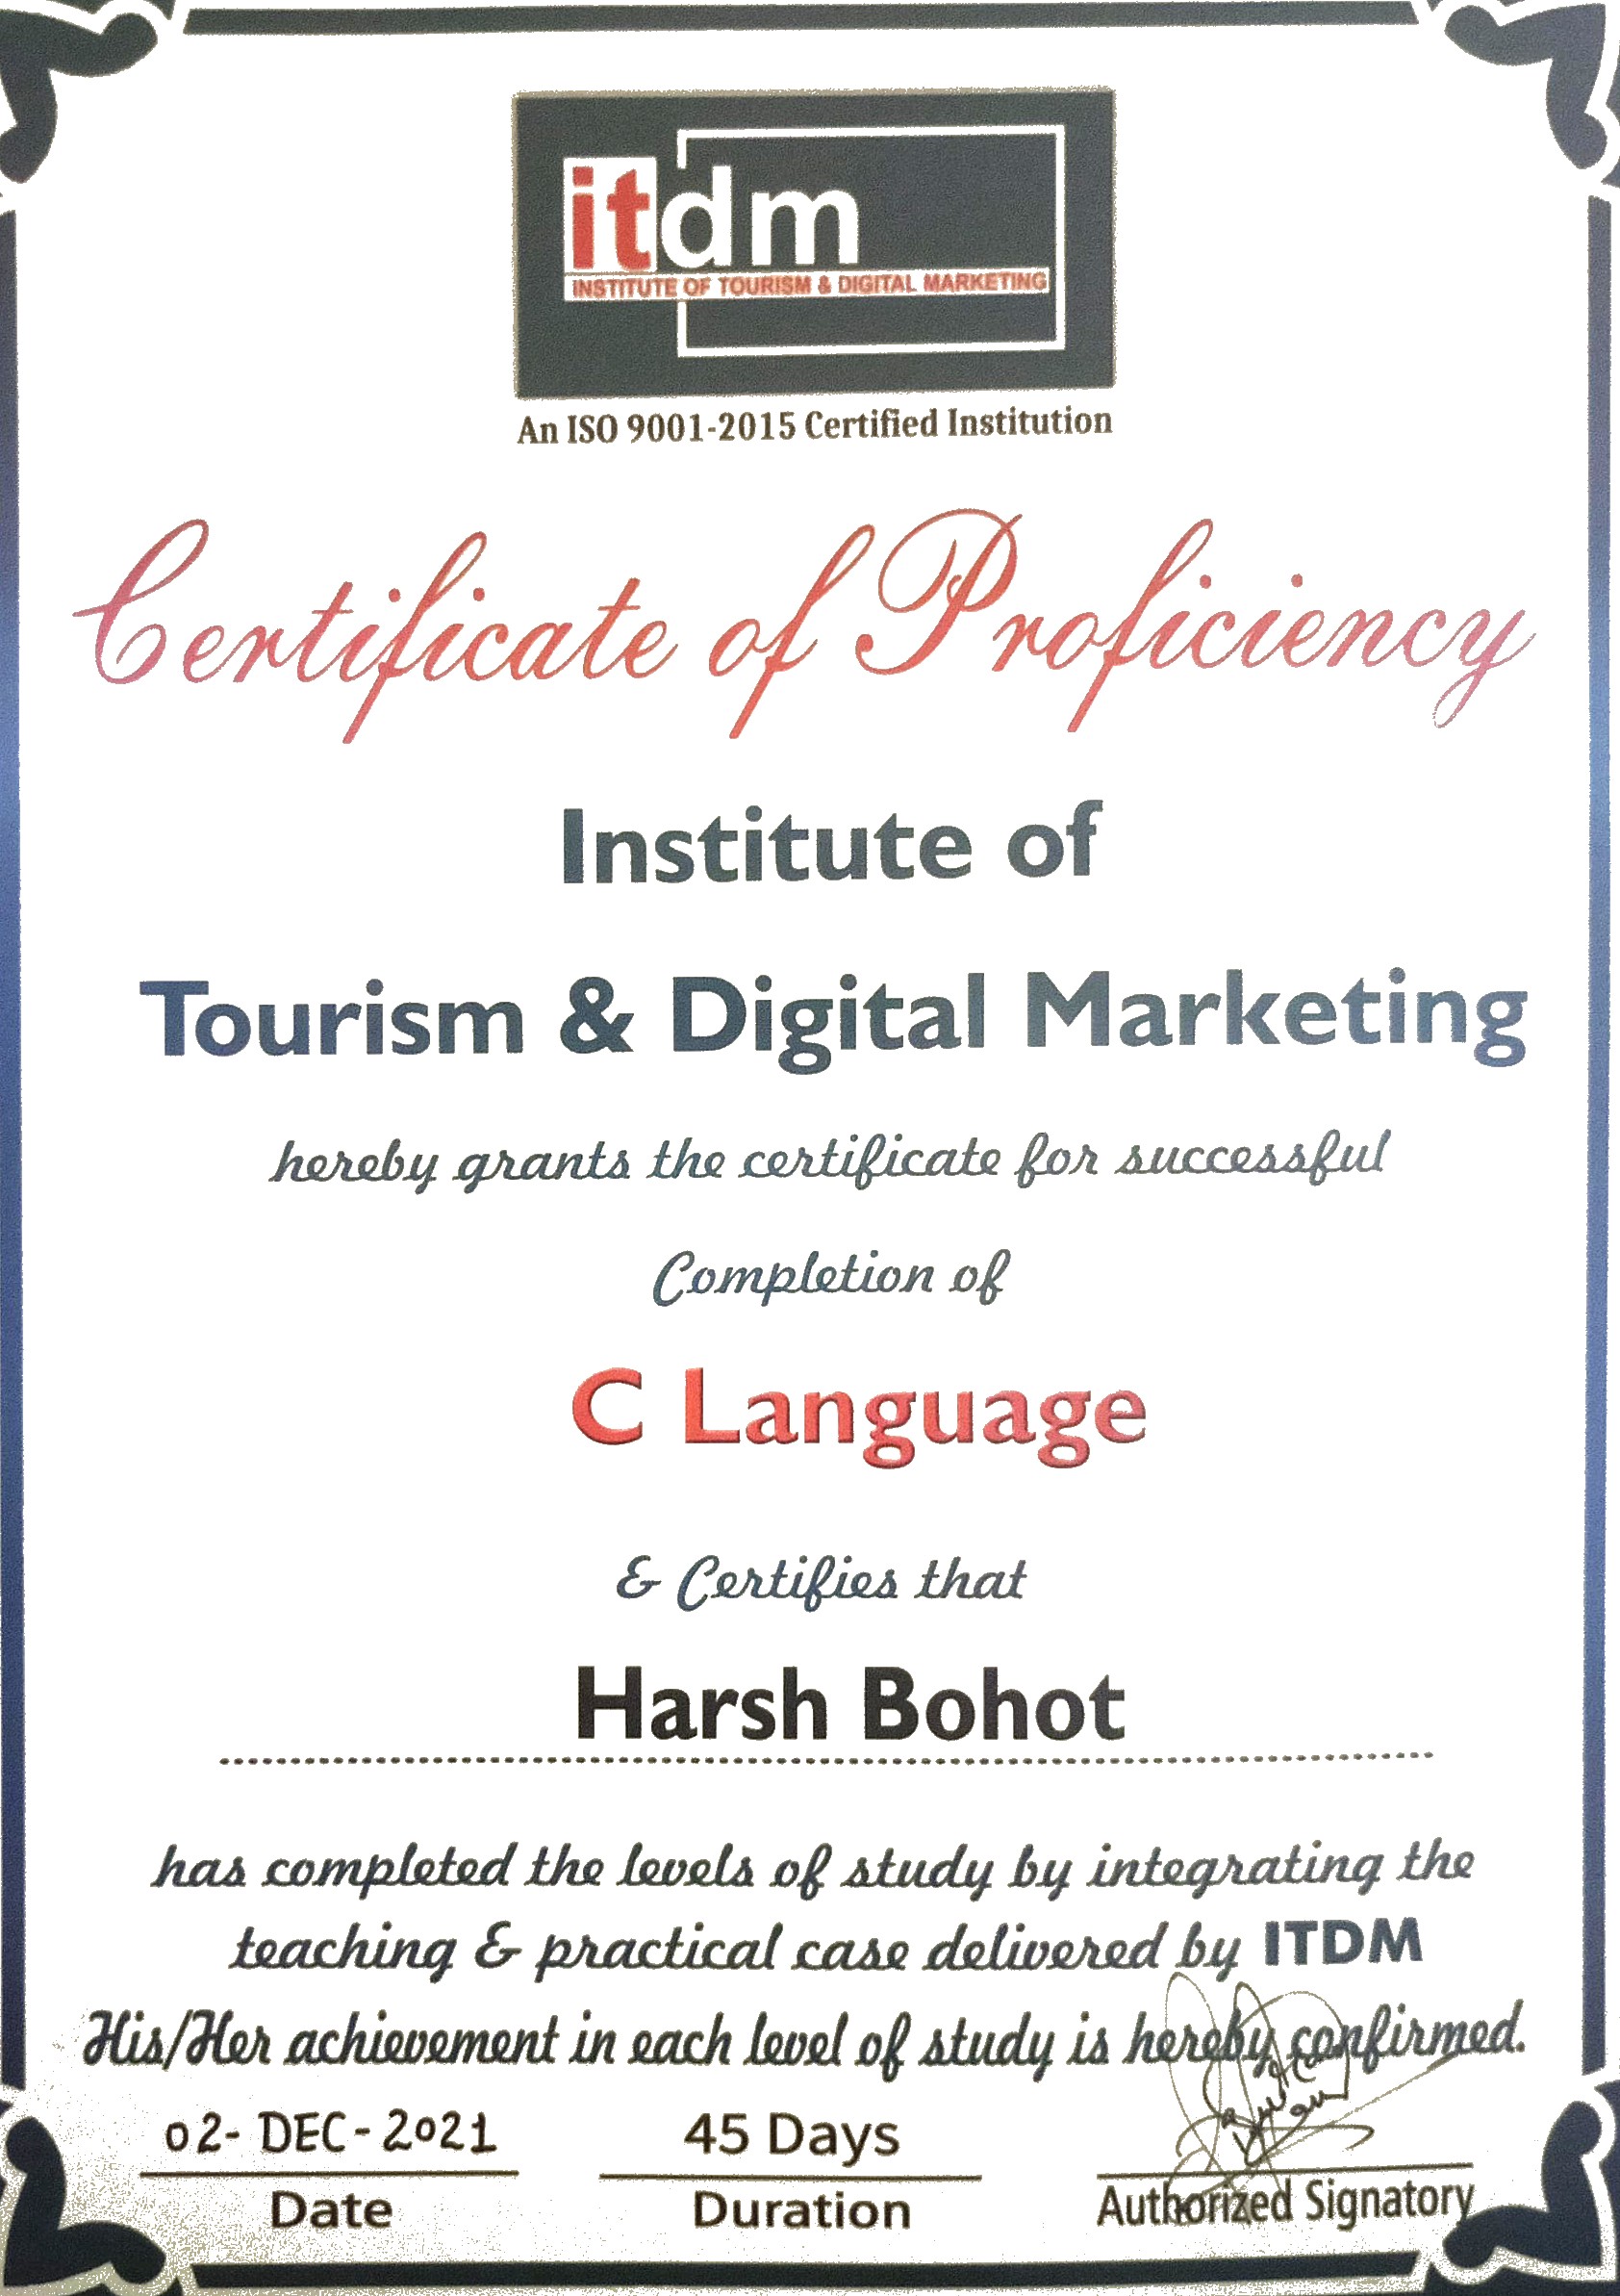 itdm
INSTITUTE OF TOURISM & DIGITAL MARKETING
An ISO 9001-2015 Certified Institution
Certificate of Proficiency
Institute of
Tourism & Digital Marketing
hereby grants the certificate for successful
Completion of
C Language
& Certifies that
Harsh Bohot
has completed the levels of study by integrating the
teaching & practical case delivered by ITDM
His/Her achievement in each level of study is hereby confirmed.
02-DEC-2021 45 Days
Date Duration Authorized Signatory